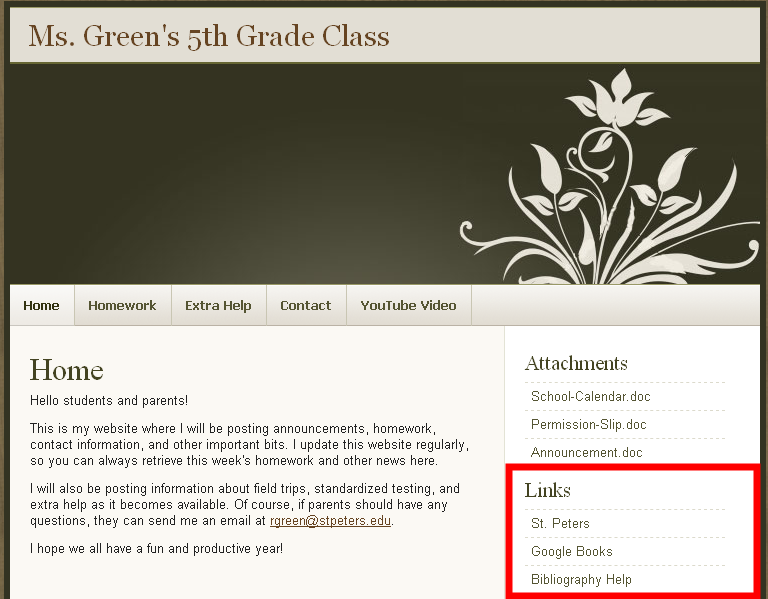 Ms. Green's 5th Grade Class
Home
Homework
Extra Help
Contact
YouTube Video
Home
Hello students and parents!
This is my website where I will be posting announcements, homework,
contact information, and other important bits. I update this website regularly,
so you can always retrieve this week's homework and other news here.
I will also be posting information about field trips, standardized testing, and
extra help as it becomes available. Of course, if parents should have any
questions, they can send me an email at rgreen@stpeters.edu.
I hope we all have a fun and productive year!
Attachments
School-Calendar.doc
Permission-Slip.doc
Announcement.doc
Links
St. Peters
Google Books
Bibliography Help